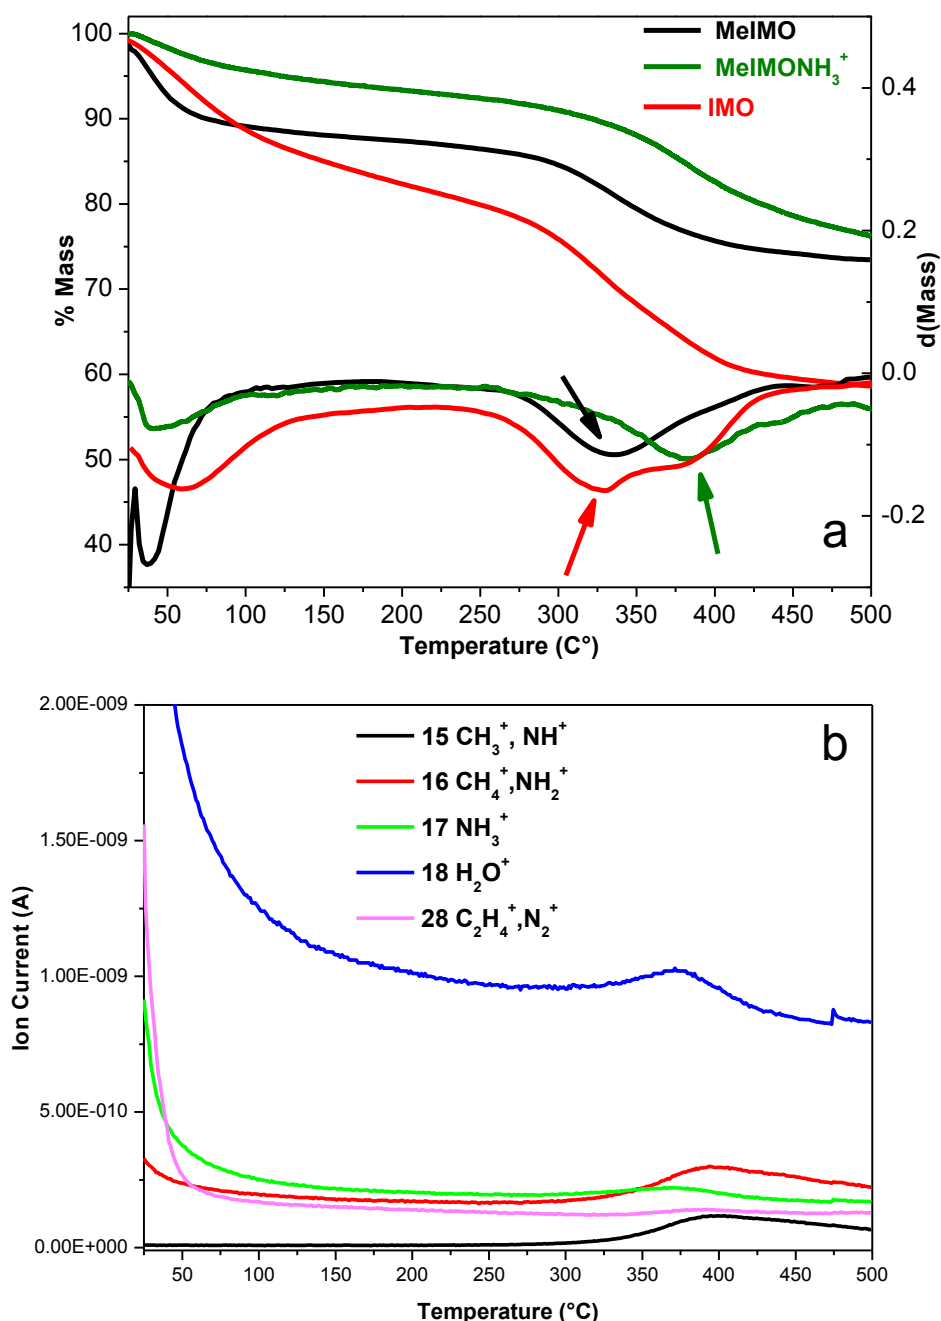 MeIMO
MeIMONH₃⁺
IMO
100
90
80
70
60
50
40
% Mass
0.4
0.2
0.0
-0.2
d(Mass)
a
50 100 150 200 250 300 350 400 450 500
Temperature (C°)
b
15 CH₃⁺, NH⁺
16 CH₄⁺,NH₂⁺
17 NH₃⁺
18 H₂O⁺
28 C₂H₄⁺,N₂⁺
2.00E-009
1.50E-009
1.00E-009
5.00E-010
0.00E+000
Ion Current (A)
50 100 150 200 250 300 350 400 450 500
Temperature (°C)